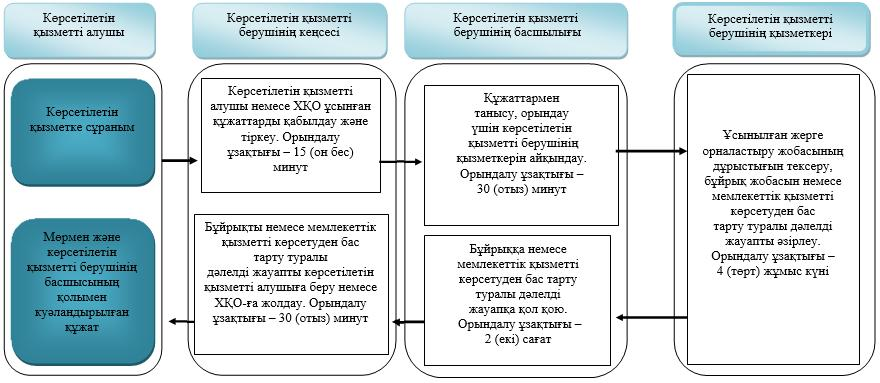 Көрсетілетін
қызметті алушы
Көрсетілетін қызметті
берушінің кеңсесі
Көрсетілетін қызметті
берушінің басшылығы
Көрсетілетін қызметті
берушінің қызметкері
Көрсетілетін
қызметке сұраным
Көрсетілетін қызметті
алушы немесе ХҚО ұсынған
құжаттарды қабылдау және
тіркеу. Орындалу
ұзақтығы – 15 (он бес)
минут
Құжаттармен
танысу, орындау
үшін көрсетілетін
қызметті берушінің
қызметкерін айқындау.
Орындалу ұзақтығы –
30 (отыз) минут
Ұсынылған жерге
орналастыру жобасының
дұрыстығын тексеру,
бұйрық жобасын немесе
мемлекеттік қызметті
көрсетуден бас
тарту туралы дәлелді
жауапты әзірлеу.
Орындалу ұзақтығы –
4 (төрт) жұмыс күні
Бұйрыққа немесе
мемлекеттік қызметті
көрсетуден бас тарту
туралы дәлелді
жауапқа қол қою.
Орындалу ұзақтығы –
2 (екі) сағат
Бұйрықты немесе мемлекеттік
қызметті көрсетуден бас
тарту туралы
дәлелді жауапты көрсетілетін
қызметті алушыға беру немесе
ХҚО-ға жолдау. Орындалу
ұзақтығы – 30 (отыз) минут
Мөрмен және
көрсетілетін
қызметті берушінің
басшысының
қолымен
куәландырылған
құжат